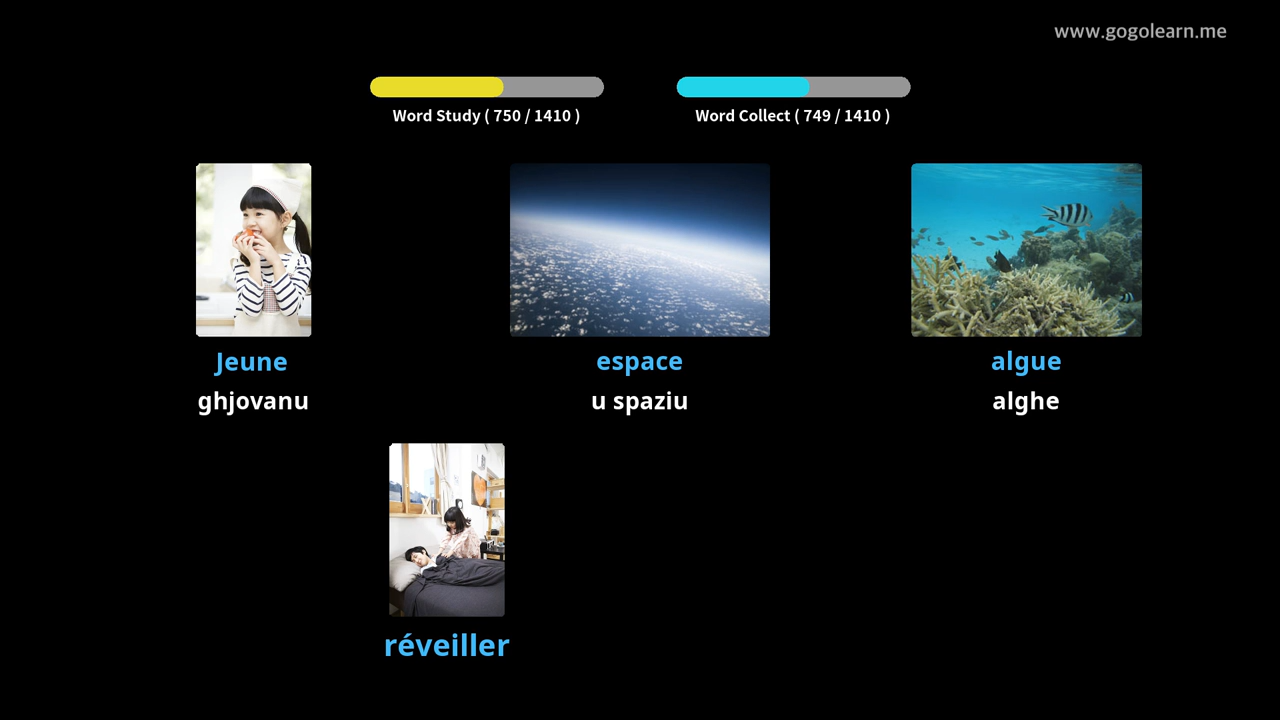 www.gogolearn.me
Word Study ( 750 / 1410 )
Word Collect ( 749 / 1410 )
Jeune
ghjovanu
espace
u spaziu
algue
alghe
réveiller